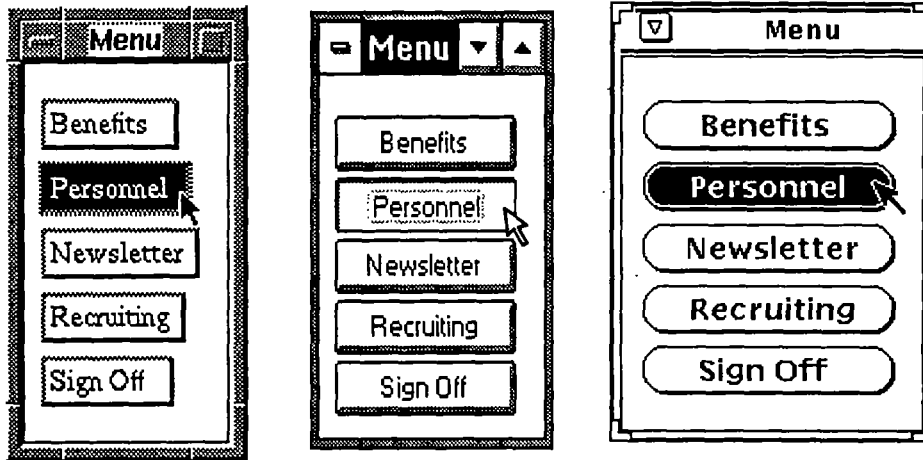 Menu
Benefits
Personnel
Newsletter
Recruiting
Sign Off
Menu
Benefits
Personnel
Newsletter
Recruiting
Sign Off
Menu
Benefits
Personnel
Newsletter
Recruiting
Sign Off